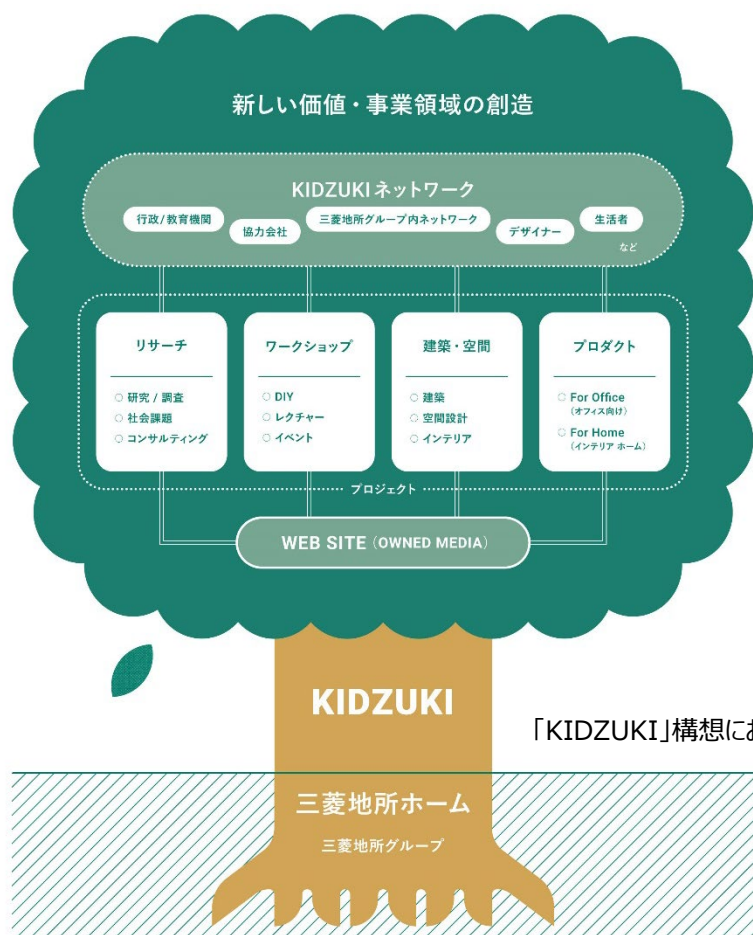 新しい価値・事業領域の創造
KIDZUKIネットワーク
行政/教育機関
協力会社
三菱地所グループ内ネットワーク
デザイナー
生活者
など
リサーチ
研究 / 調査
社会課題
コンサルティング
ワークショップ
DIY
レクチャー
イベント
建築・空間
建築
空間設計
インテリア
プロダクト
For Office
(オフィス向け)
For Home
(インテリア ホーム)
プロジェクト
WEB SITE (OWNED MEDIA)
KIDZUKI
「KIDZUKI」構想に
三菱地所ホーム
三菱地所グループ